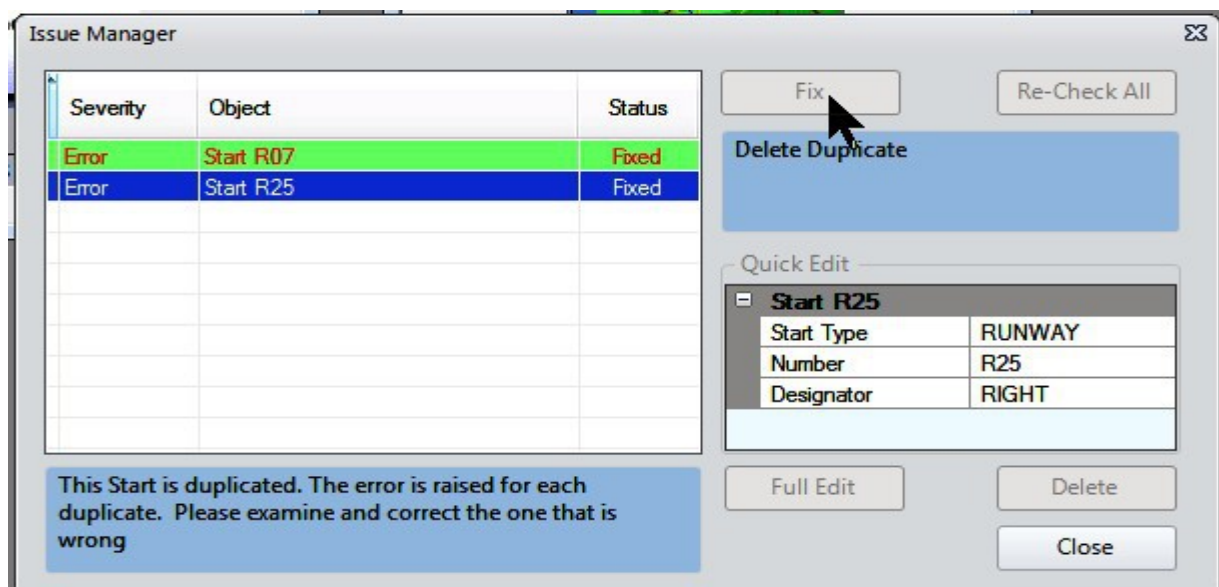 Issue Manager
Severity Object Status
Error Start R07 Fixed
Error Start R25 Fixed
This Start is duplicated. The error is raised for each
duplicate. Please examine and correct the one that is
wrong
Fix Re-Check All
Delete Duplicate
Quick Edit
Start R25
Start Type RUNWAY
Number R25
Designator RIGHT
Full Edit Delete
Close